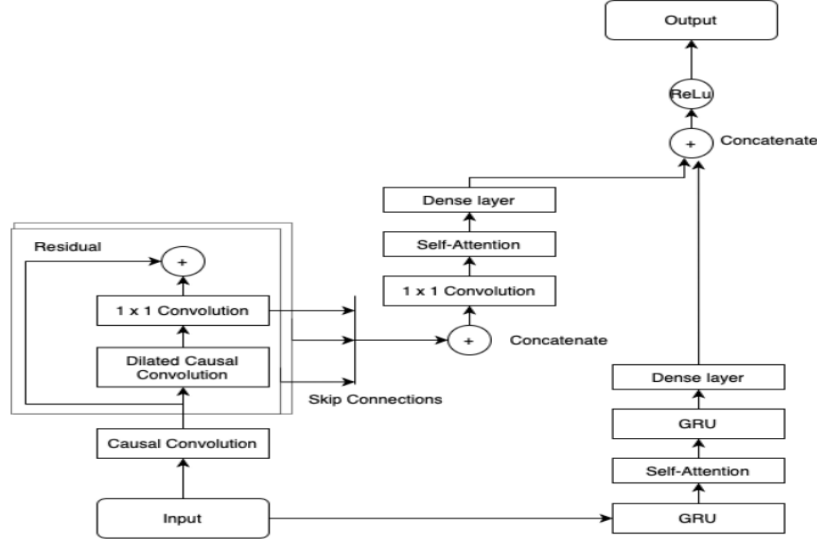 Output
ReLu
+
Concatenate
Dense layer
Self-Attention
1 x 1 Convolution
+
Concatenate
Residual
+
1 x 1 Convolution
Dilated Causal
Convolution
Skip Connections
Causal Convolution
Input
Dense layer
GRU
Self-Attention
GRU